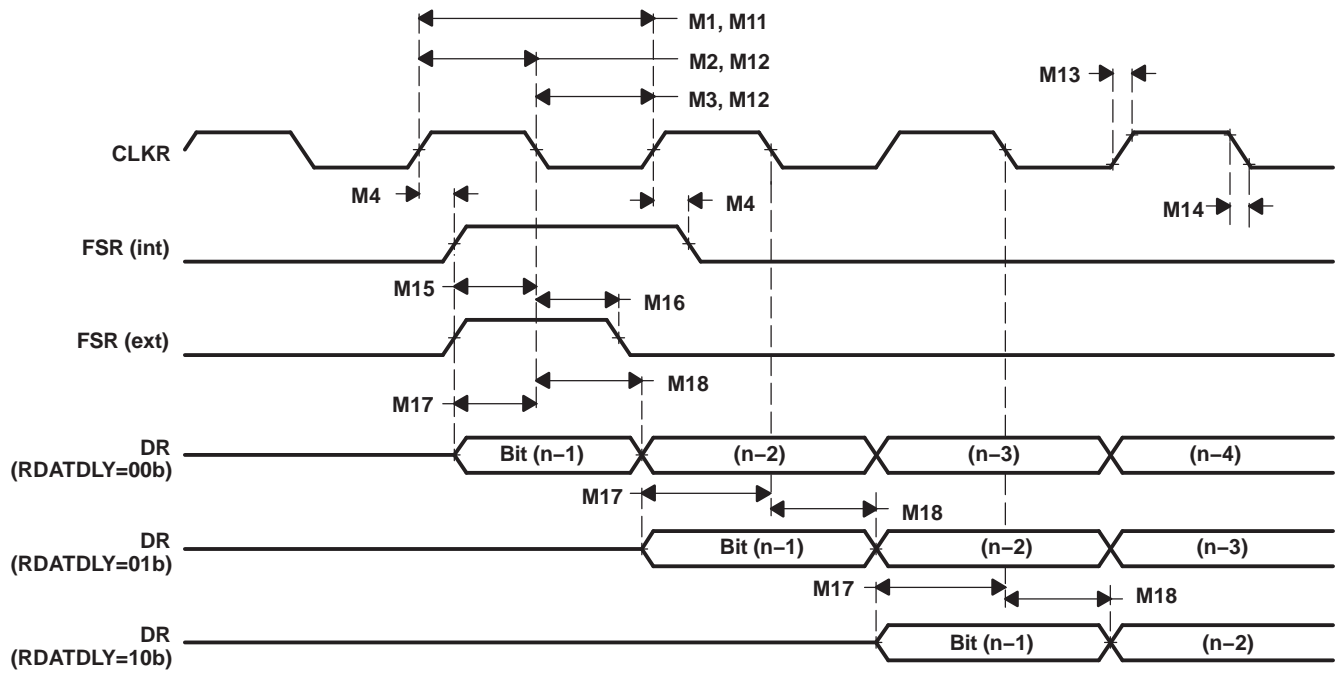 M1, M11
M2, M12
M13
M3, M12
CLKR
M4
M4
M14
FSR (int)
M15
M16
FSR (ext)
M18
M17
DR
(RDATDLY=00b)
Bit (n–1)
(n–2)
(n–3)
(n–4)
M17
M18
DR
(RDATDLY=01b)
Bit (n–1)
(n–2)
(n–3)
M17
M18
DR
(RDATDLY=10b)
Bit (n–1)
(n–2)